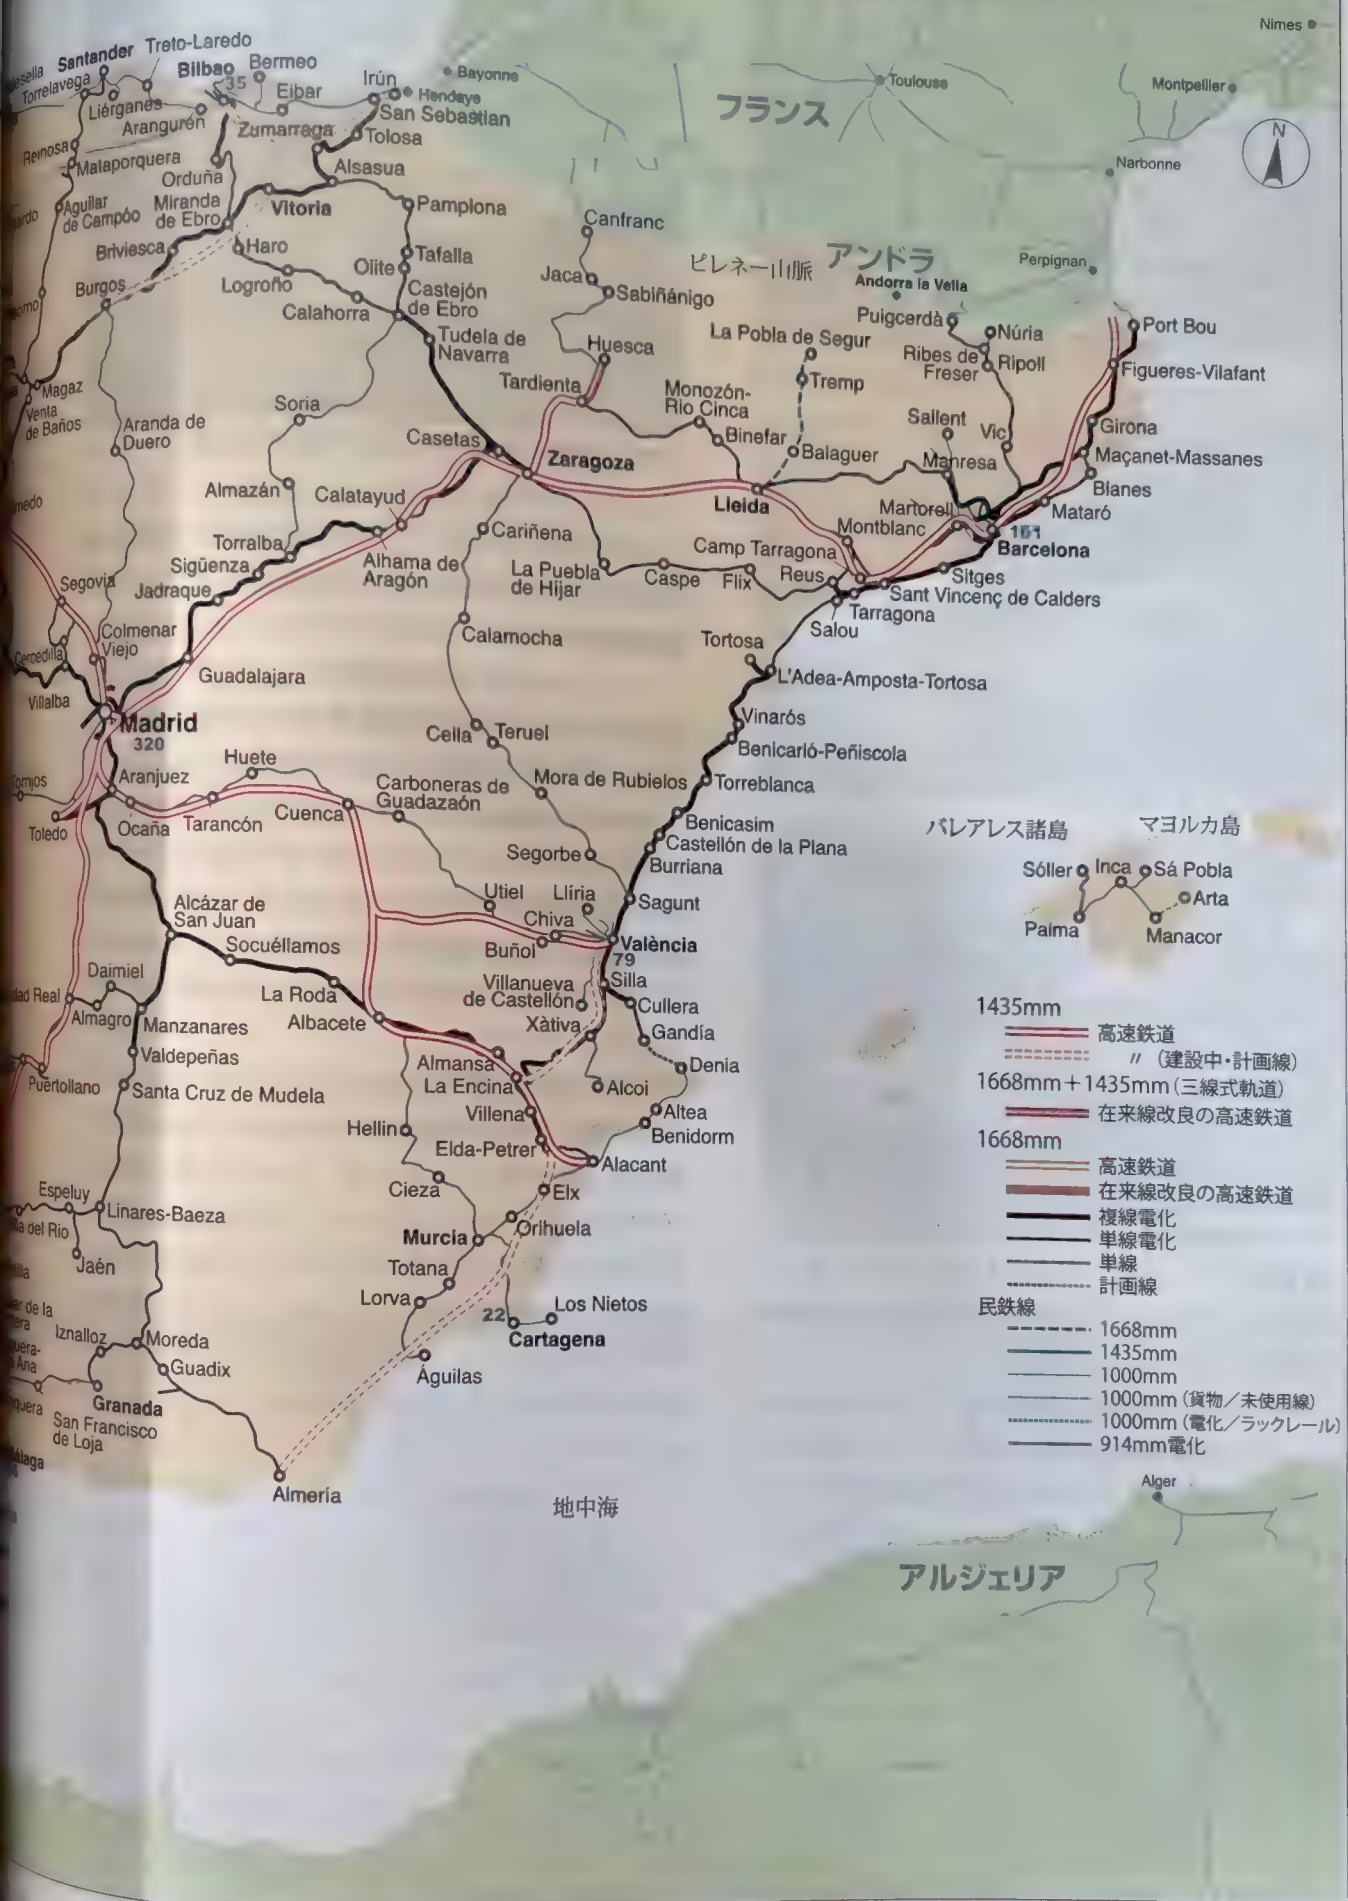 Nimes
Santander
Treto-Laredo
Torrelavega
Bilbao
35
Bermeo
Liérganes
Eibar
Irún
Bayonne
Hendaye
Toulouse
Montpellier
フランス
N
Aranguren
Zumarraga
San Sebastian
Tolosa
Reinosa
Mataporquera
Orduña
Alsasua
Narbonne
Aguilar
de Campóo
Miranda
de Ebro
Vitoria
Pamplona
Canfranc
Briviesca
Haro
Tafalla
Olite
ピレネー山脈
アンドラ
Andorra la Vella
Perpignan
Burgos
Logroño
Calahorra
Castejón
de Ebro
Jaca
Sabiñánigo
Puigcerdà
Núria
Port Bou
Tudela de
Navarra
Huesca
La Pobla de Segur
Ribes de
Freser
Ripoll
Figueres-Vilafant
Magaz
Venta
de Baños
Tardienta
Monozón-
Rio Cinca
Tremp
Aranda de
Duero
Soria
Casetas
Zaragoza
Binefar
Balaguer
Sallent
Vic
Girona
Manresa
Maçanet-Massanes
Blanes
Almazán
Calatayud
Lleida
Martorell
Mataró
Cariñena
Montblanc
161
Barcelona
Torralba
Sigüenza
Jadraque
Alhama de
Aragón
La Puebla
de Híjar
Caspe
Flix
Camp Tarragona
Reus
Sitges
Sant Vincenç de Calders
Segovia
Tarragona
Salou
Colmenar
Viejo
Cercedilla
Calamocha
Tortosa
Guadalajara
L'Adea-Amposta-Tortosa
Villalba
Madrid
320
Vinarós
Cella
Teruel
Benicarló-Peñiscola
Huete
Aranjuez
Carboneras de
Guadazaón
Mora de Rubielos
Torreblanca
Toledo
Ocaña
Tarancón
Cuenca
Benicasim
バレアレス諸島
マヨルカ島
Segorbe
Castellón de la Plana
Burriana
Sóller
Inca
Sá Pobla
Arta
Palma
Manacor
Alcázar de
San Juan
Utiel
Llíria
Sagunt
Socuéllamos
Chiva
Buñol
València
79
Daimiel
La Roda
Villanueva
de Castellón
Silla
Cullera
Almagro
Manzanares
Albacete
Xàtiva
Gandía
Valdepeñas
Almansa
La Encina
Denia
Puertollano
Santa Cruz de Mudela
Alcoi
Villena
Altea
Benidorm
Hellin
Elda-Petrer
Alacant
Cieza
Elx
Espeluy
Linares-Baeza
Orihuela
Murcia
Jaén
Totana
Lorva
22
Los Nietos
Cartagena
Iznalloz
Moreda
Guadix
Águilas
Granada
San Francisco
de Loja
Almería
地中海
1435mm
高速鉄道
〃 (建設中・計画線)
1668mm+1435mm(三線式軌道)
在来線改良の高速鉄道
1668mm
高速鉄道
在来線改良の高速鉄道
複線電化
単線電化
単線
計画線
民鉄線
1668mm
1435mm
1000mm
1000mm(貨物/未使用線)
1000mm(電化/ラックレール)
914mm電化
Alger
アルジェリア